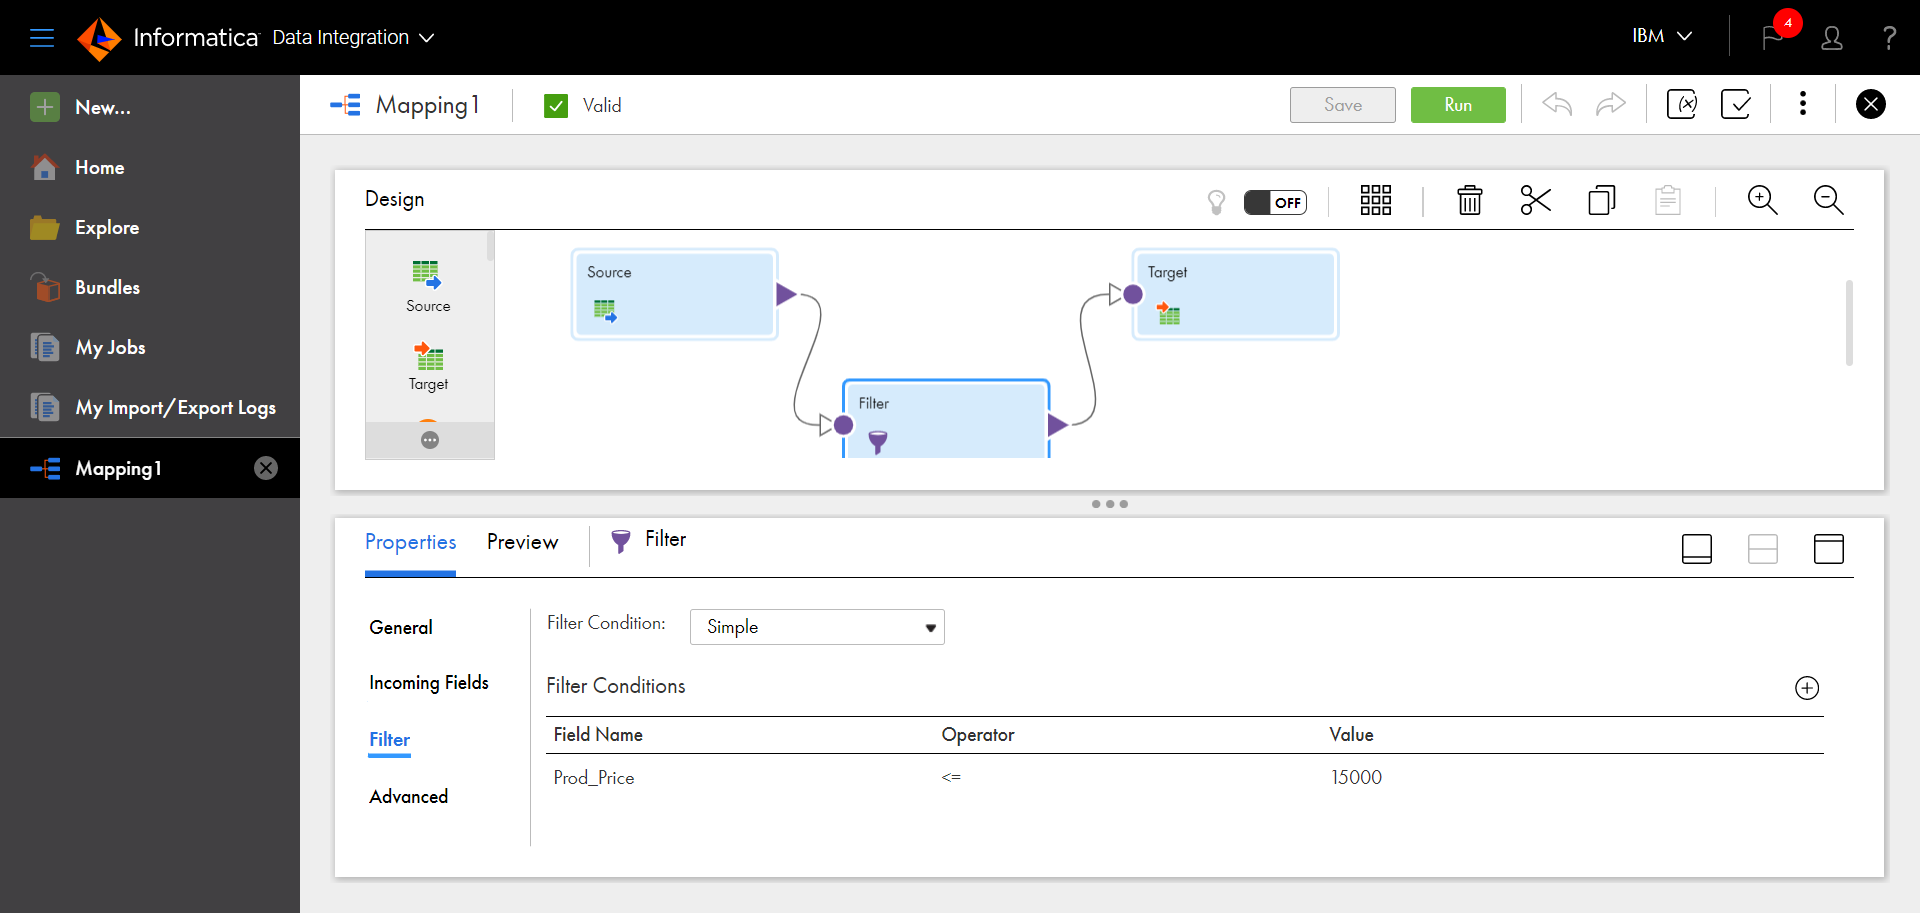 Informatica Data Integration
IBM
4
?
New...
Home
Explore
Bundles
My Jobs
My Import/Export Logs
Mapping1
Mapping1
Valid
Save
Run
(x)
Design
OFF
Source
Target
Source
Filter
Target
Properties
Preview
Filter
General
Incoming Fields
Filter
Advanced
Filter Condition: Simple
Filter Conditions
Field Name Operator Value
Prod_Price <= 15000